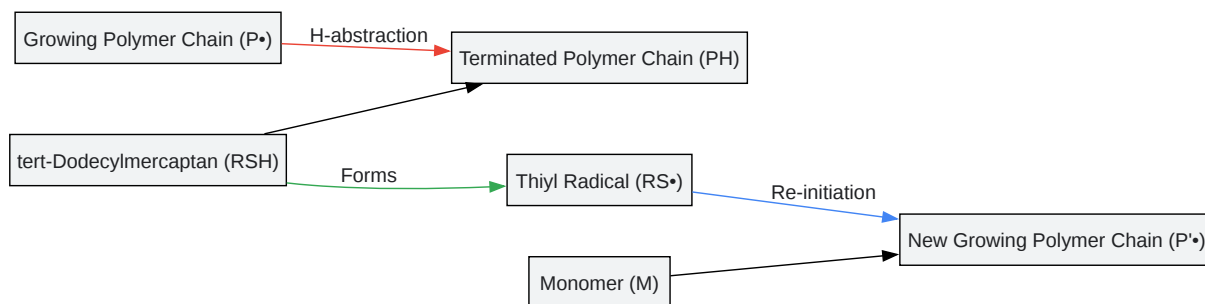 Growing Polymer Chain (P•)
H-abstraction
Terminated Polymer Chain (PH)
tert-Dodecylmercaptan (RSH)
Forms
Thiyl Radical (RS•)
Re-initiation
New Growing Polymer Chain (P'•)
Monomer (M)